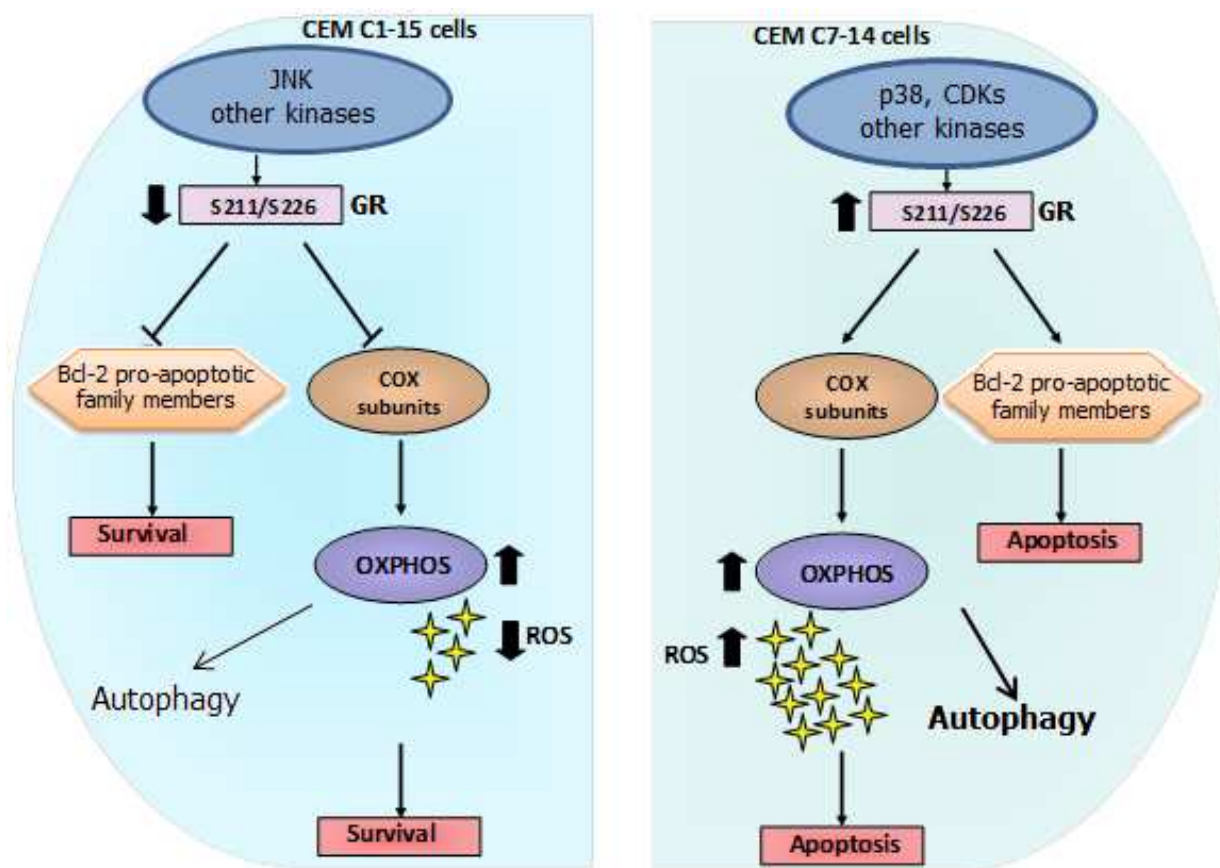 CEM C1-15 cells
JNK
other kinases
S211/S226
GR
Bcl-2 pro-apoptotic
family members
COX
subunits
Survival
OXPHOS
ROS
Autophagy
Survival
CEM C7-14 cells
p38, CDKs
other kinases
S211/S226
GR
COX
subunits
Bcl-2 pro-apoptotic
family members
Apoptosis
OXPHOS
ROS
Autophagy
Apoptosis